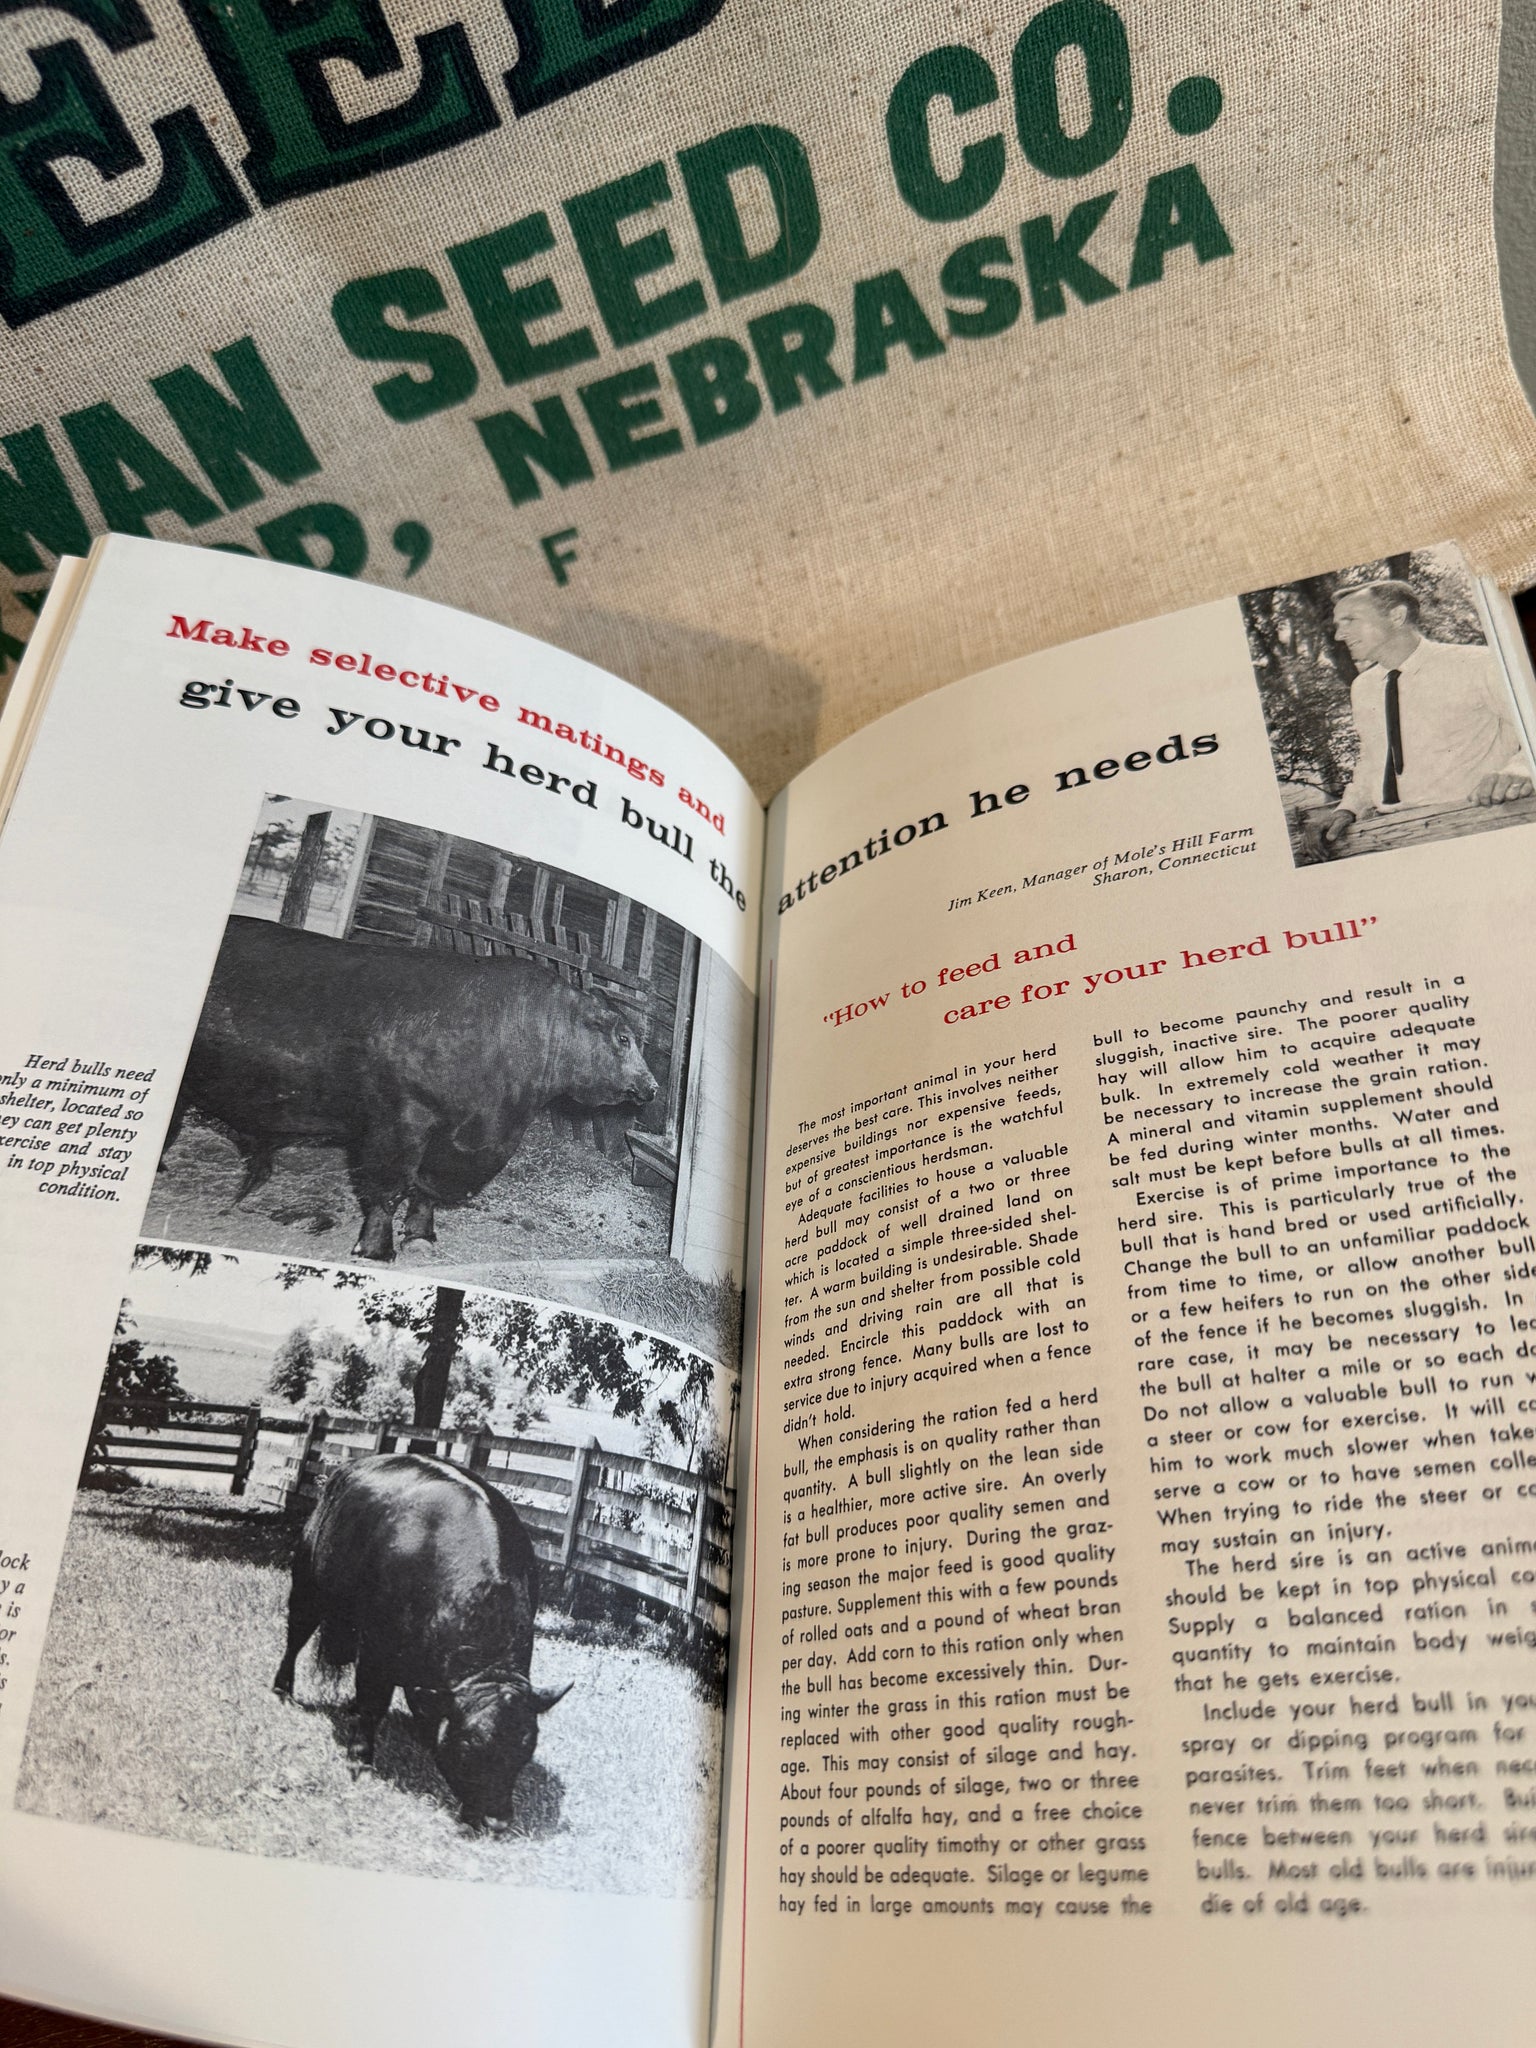 SEED CO.
NEBRASKA
F
Make selective matings and
give your herd bull the
Herd bulls need
only a minimum of
shelter, located so
plenty
and stay
in top physical
condition.
attention he needs
Jim Keen, Manager of Mole's Hill Farm
Sharon, Connecticut
"How to feed and
care for your herd bull"
The most important animal in your herd
deserves the best care. This involves neither
expensive buildings nor expensive feeds,
but of greatest importance is the watchful
eye of a conscientious herdsman.
Adequate facilities to house a valuable
herd bull may consist of a two or three
acre paddock of well drained land on
which is located a simple three-sided shel-
ter. A warm building is undesirable. Shade
from the sun and shelter from possible cold
winds and driving rain are all that is
needed. Encircle this paddock with an
extra strong fence. Many bulls are lost to
service due to injury acquired when a fence
didn't hold.
When considering the ration fed a herd
bull, the emphasis is on quality rather than
quantity. A bull slightly on the lean side
is a healthier, more active sire. An overly
fat bull produces poor quality semen and
is more prone to injury. During the graz-
ing season the major feed is good quality
pasture. Supplement this with a few pounds
of rolled oats and a pound of wheat bran
per day. Add corn to this ration only when
the bull has become excessively thin. Dur-
ing winter the grass in this ration must be
replaced with other good quality rough-
age. This may consist of silage and hay.
About four pounds of silage, two or three
pounds of alfalfa hay, and a free choice
of a poorer quality timothy or other grass
hay should be adequate. Silage or legume
hay fed in large amounts may cause the
bull to become paunchy and result in a
sluggish, inactive sire. The poorer quality
hay will allow him to acquire adequate
bulk. In extremely cold weather it may
be necessary to increase the grain ration.
A mineral and vitamin supplement should
be fed during winter months. Water and
salt must be kept before bulls at all times.
Exercise is of prime importance to the
herd sire. This is particularly true of the
bull that is hand bred or used artificially.
Change the bull to an unfamiliar paddock
from time to time, or allow another bull
or a few heifers to run on the other side
of the fence if he becomes sluggish. In
rare case, it may be necessary to
the bull at halter a mile or so each
Do not allow a valuable bull to run
a steer or cow for exercise. It will
him to work much slower when
serve a cow or to have semen
When trying to ride the steer or
may sustain an injury.
The herd sire is an active
should be kept in top physical
Supply a balanced ration in
quantity to maintain body
that he gets exercise.
Include your herd bull in
spray or dipping program for
parasites. Trim feet when
never trim them too short.
fence between your herd
bulls. Most old bulls are
die of old age.